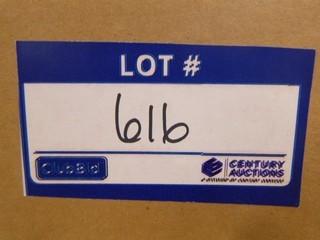 LOT #
616
CENTURY
AUCTIONS